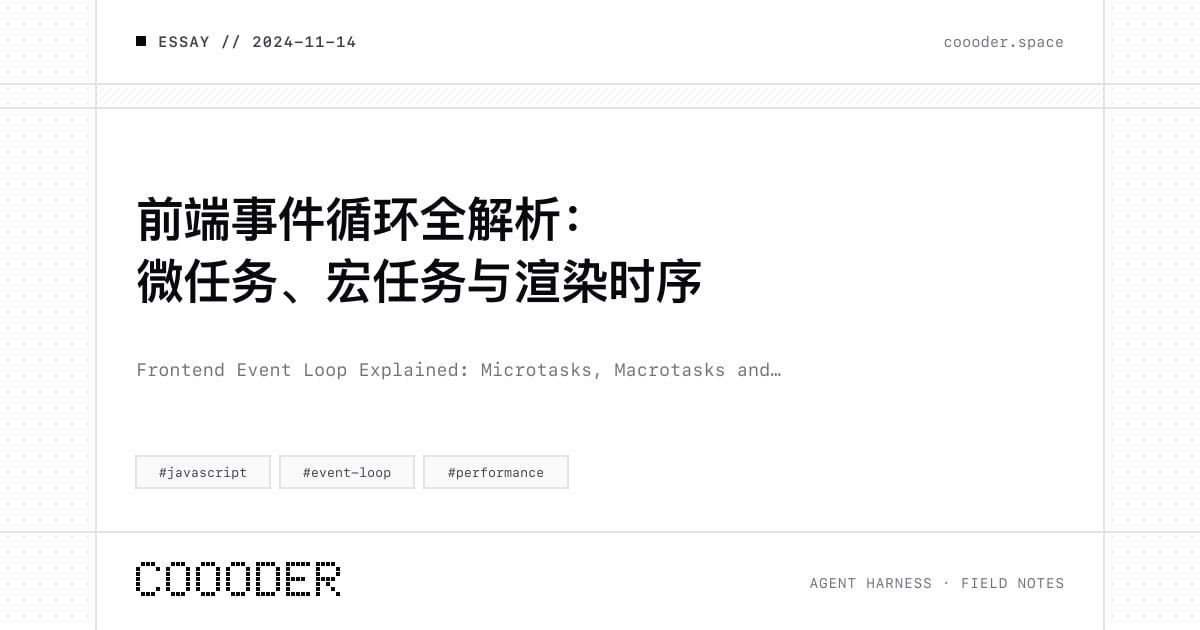 ESSAY // 2024-11-14
coooder.space
前端事件循环全解析：
微任务、宏任务与渲染时序
Frontend Event Loop Explained: Microtasks, Macrotasks and…
#javascript #event-loop #performance
COOODER
AGENT HARNESS · FIELD NOTES